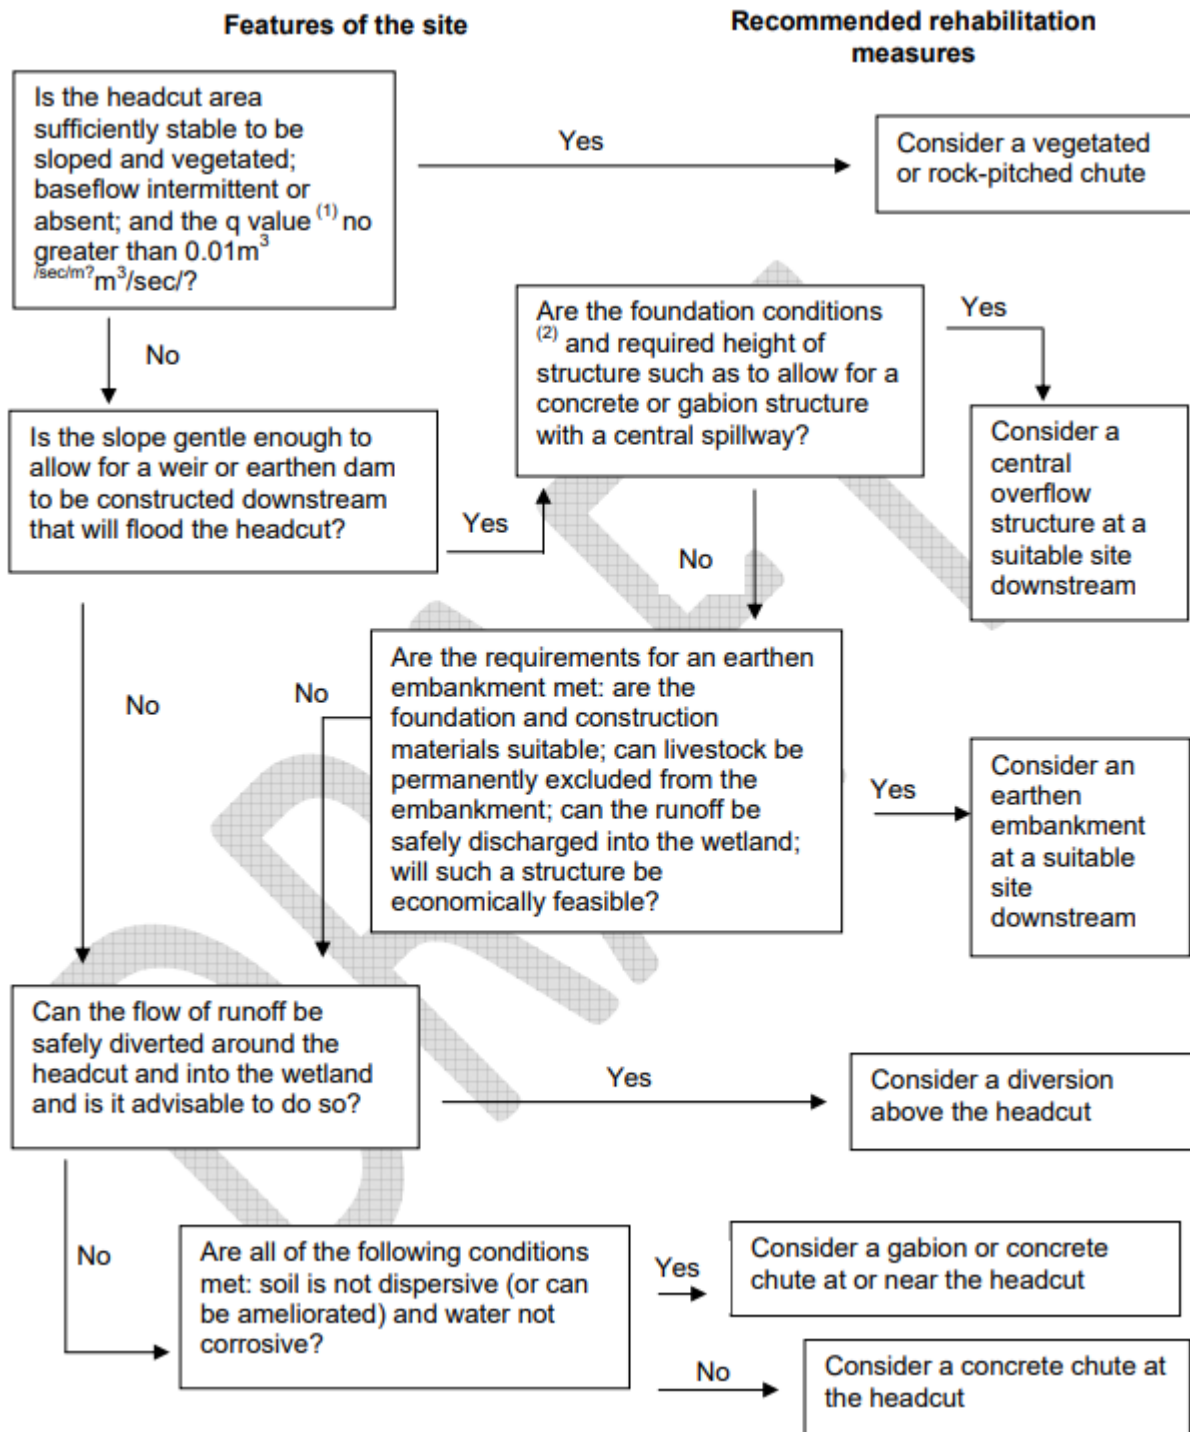 Features of the site
Recommended rehabilitation
measures
Is the headcut area
sufficiently stable to be
sloped and vegetated;
baseflow intermittent or
absent; and the q value (1) no
greater than 0.01m3
/sec/m?m3/sec/?
Yes
Consider a vegetated
or rock-pitched chute
No
Are the foundation conditions
(2) and required height of
structure such as to allow for a
concrete or gabion structure
with a central spillway?
Yes
Is the slope gentle enough to
allow for a weir or earthen dam
to be constructed downstream
that will flood the headcut?
Yes
Consider a
central
overflow
structure at a
suitable site
downstream
No
No
Are the requirements for an earthen
embankment met: are the
foundation and construction
materials suitable; can livestock be
permanently excluded from the
embankment; can the runoff be
safely discharged into the wetland;
will such a structure be
economically feasible?
No
Yes
Consider an
earthen
embankment
at a suitable
site
downstream
Can the flow of runoff be
safely diverted around the
headcut and into the wetland
and is it advisable to do so?
Yes
Consider a diversion
above the headcut
No
Are all of the following conditions
met: soil is not dispersive (or can
be ameliorated) and water not
corrosive?
Yes
Consider a gabion or concrete
chute at or near the headcut
No
Consider a concrete chute at
the headcut
DRAFT